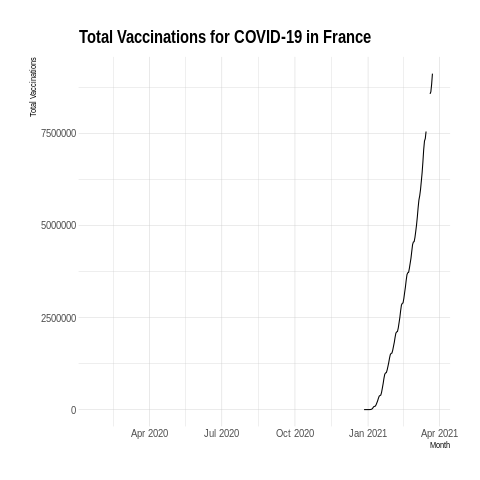 Total Vaccinations for COVID-19 in France
Total Vaccinations
7500000
5000000
2500000
0
Apr 2020 Jul 2020 Oct 2020 Jan 2021 Apr 2021
Month